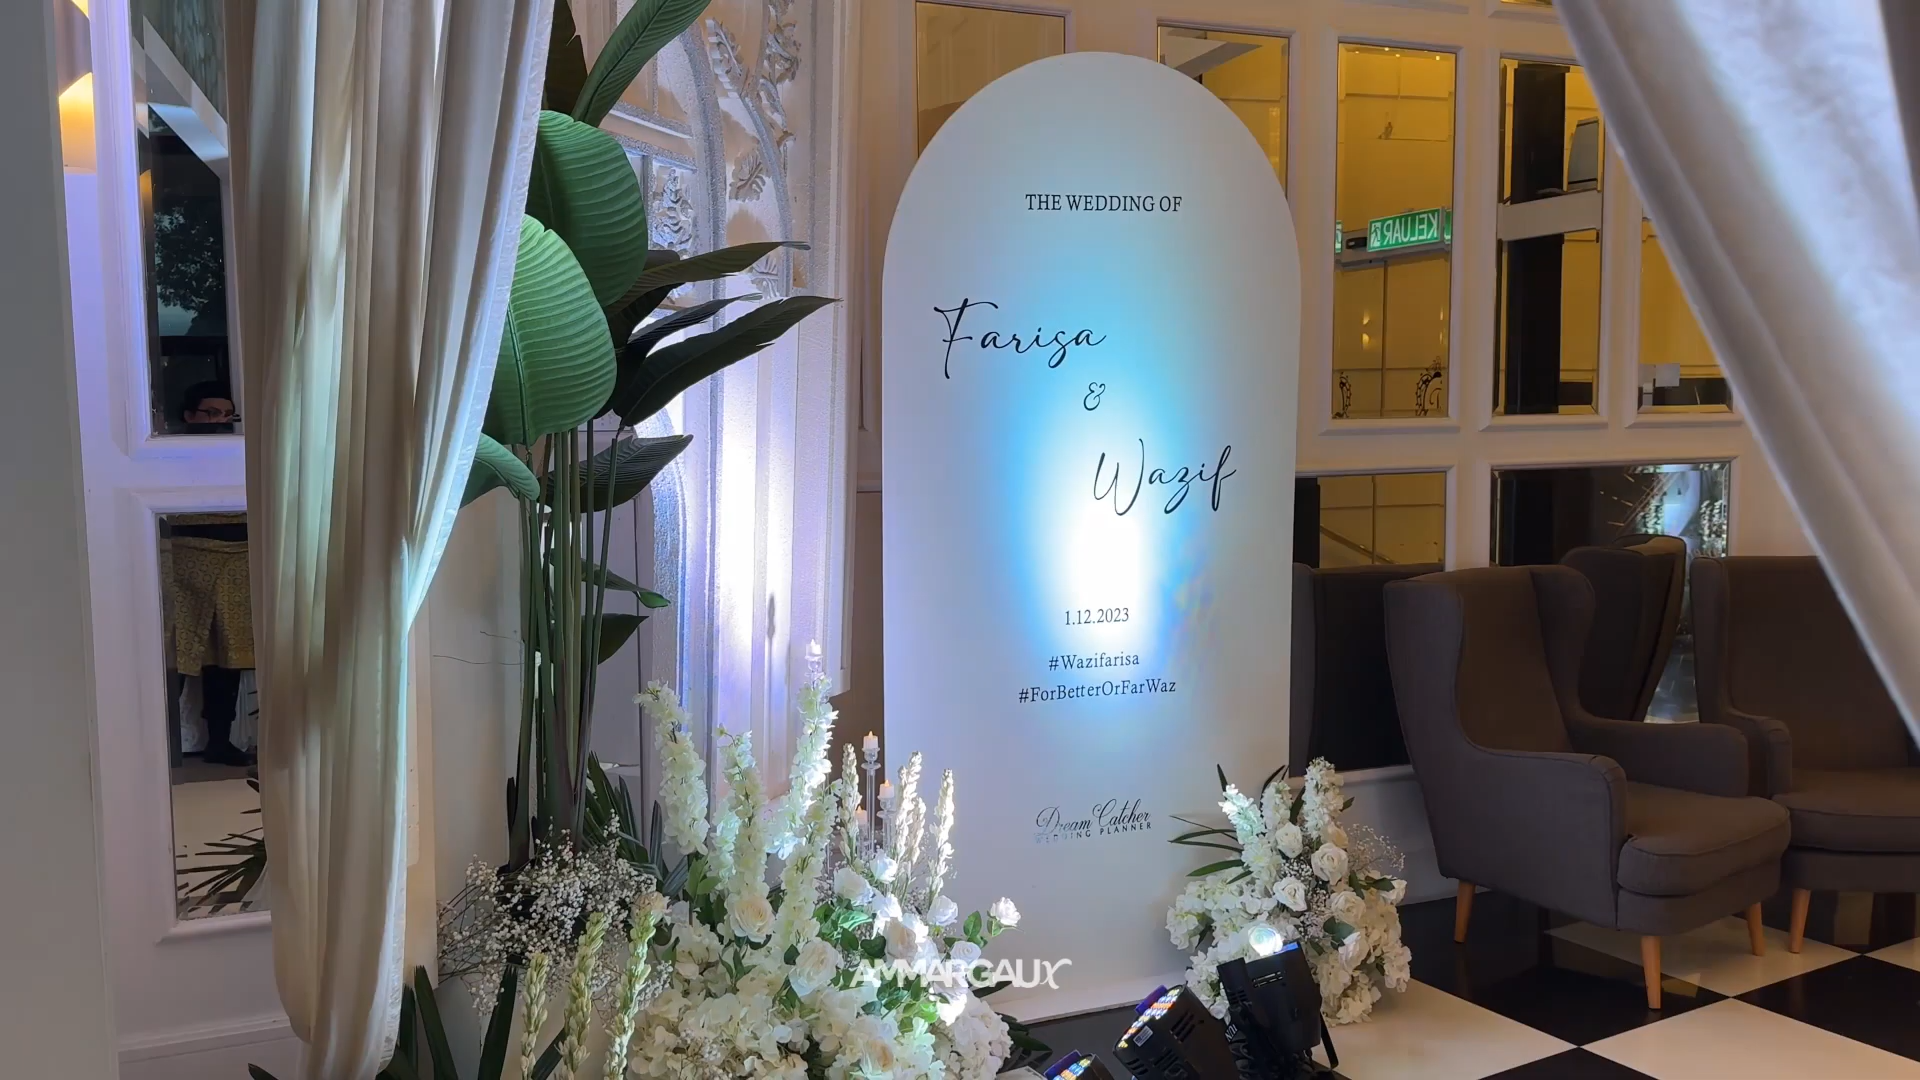 THE WEDDING OF
Farisa
&
Wazif
1.12.2023
#Wazifarisa
#ForBetterOrFarWaz
Dream Catcher
WEDDING PLANNER
KELUAR
AMMARGAUX